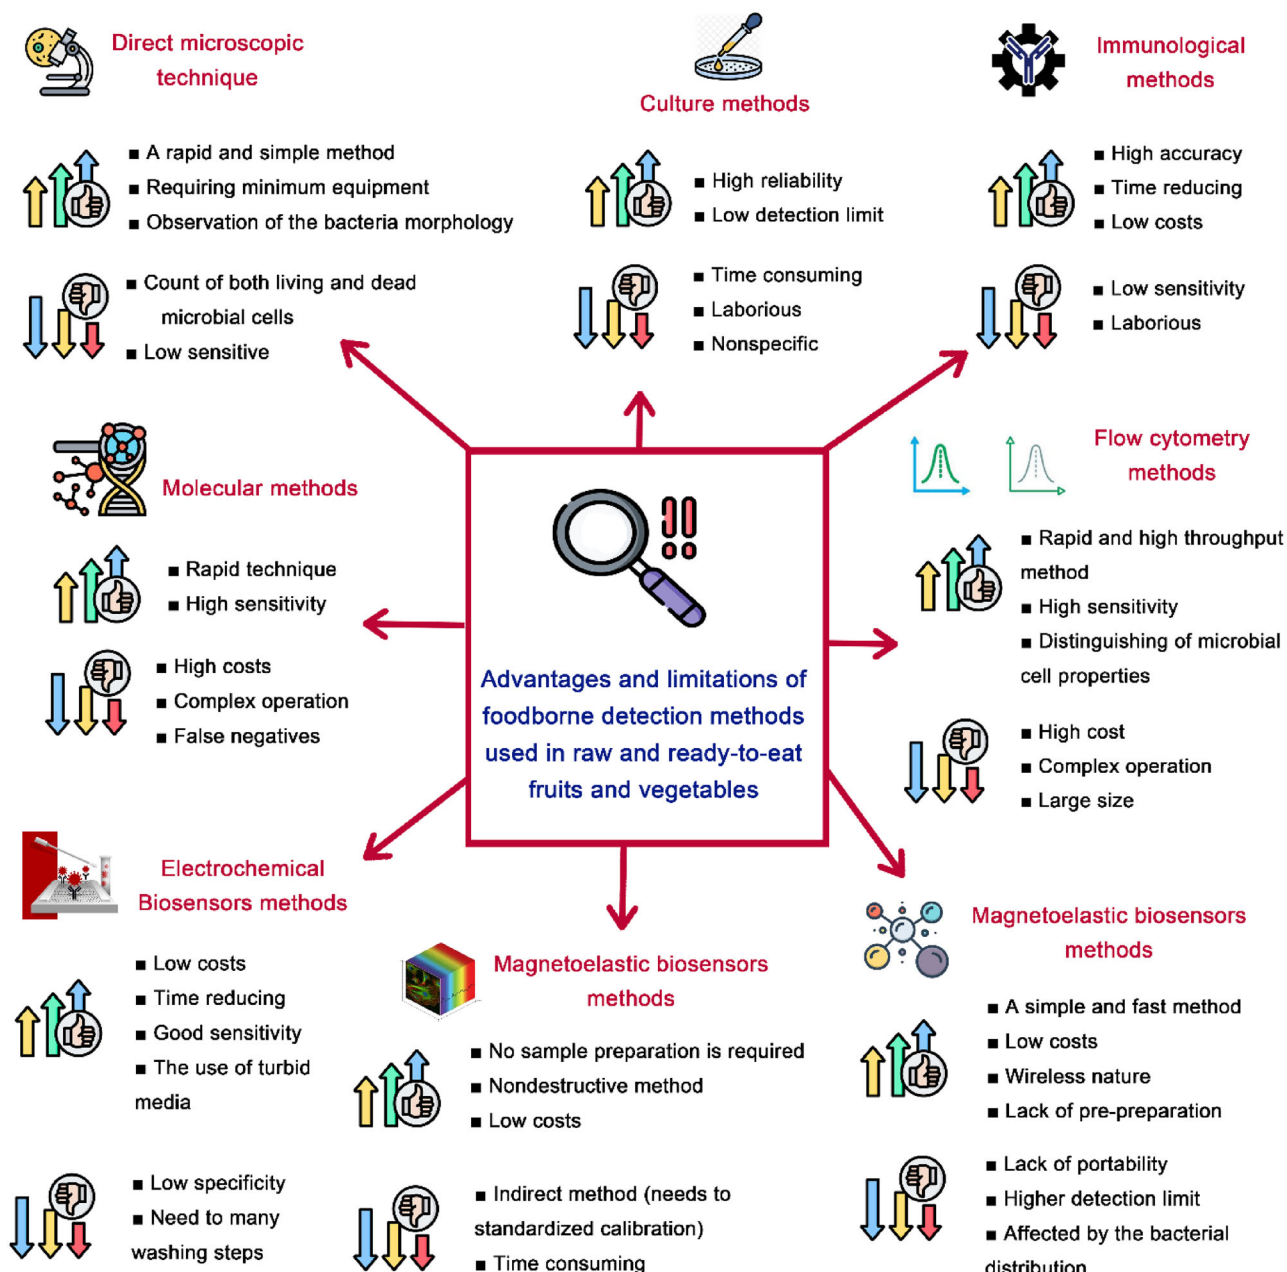 Direct microscopic
technique
■ A rapid and simple method
■ Requiring minimum equipment
■ Observation of the bacteria morphology
■ Count of both living and dead
microbial cells
■ Low sensitive
Culture methods
■ High reliability
■ Low detection limit
■ Time consuming
■ Laborious
■ Nonspecific
Immunological
methods
■ High accuracy
■ Time reducing
■ Low costs
■ Low sensitivity
■ Laborious
Molecular methods
■ Rapid technique
■ High sensitivity
■ High costs
■ Complex operation
■ False negatives
!!
Advantages and limitations of
foodborne detection methods
used in raw and ready-to-eat
fruits and vegetables
Flow cytometry
methods
■ Rapid and high throughput
method
■ High sensitivity
■ Distinguishing of microbial
cell properties
■ High cost
■ Complex operation
■ Large size
Electrochemical
Biosensors methods
■ Low costs
■ Time reducing
■ Good sensitivity
■ The use of turbid
media
■ Low specificity
■ Need to many
washing steps
Magnetoelastic biosensors
methods
■ No sample preparation is required
■ Nondestructive method
■ Low costs
■ Indirect method (needs to
standardized calibration)
■ Time consuming
Magnetoelastic biosensors
methods
■ A simple and fast method
■ Low costs
■ Wireless nature
■ Lack of pre-preparation
■ Lack of portability
■ Higher detection limit
■ Affected by the bacterial
distribution